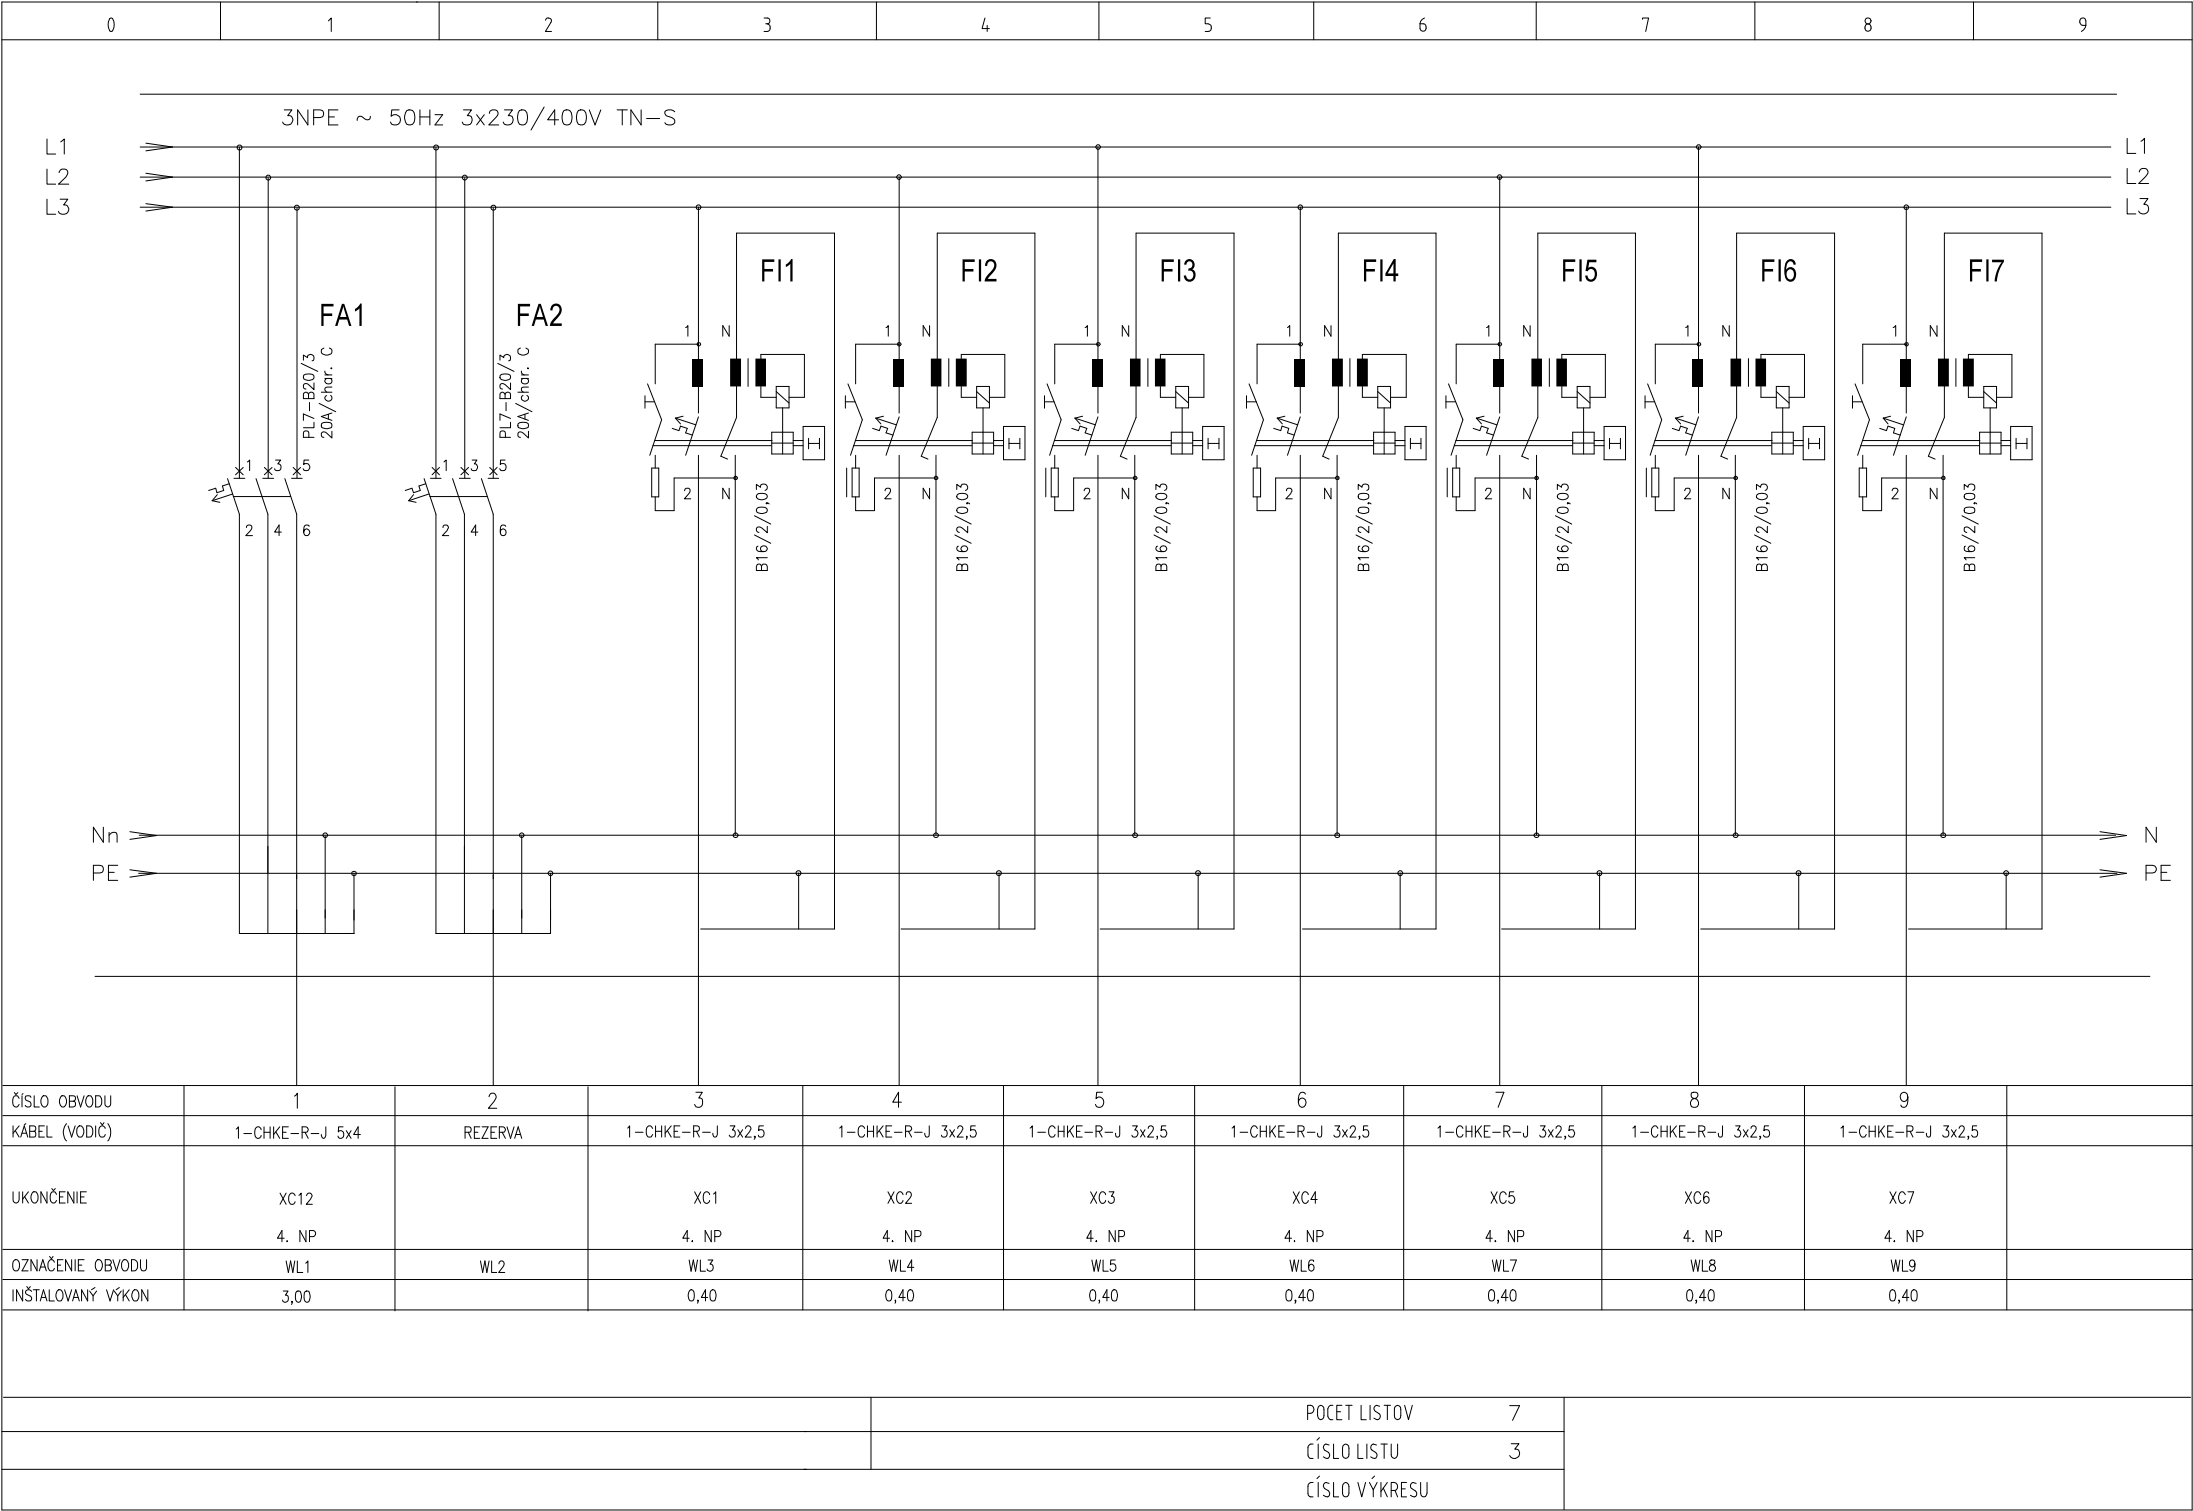 0 1 2 3 4 5 6 7 8 9
3NPE ~ 50Hz 3x230/400V TN-S
L1 L1
L2 L2
L3 L3
FI1 FI2 FI3 FI4 FI5 FI6 FI7
FA1 FA2
1 N 1 N 1 N 1 N 1 N 1 N 1 N
PL7-B20/3
20A/char. C
PL7-B20/3
20A/char. C
1 3 5 1 3 5
2 N 2 N 2 N 2 N 2 N 2 N 2 N
2 4 6 2 4 6
B16/2/0,03 B16/2/0,03 B16/2/0,03 B16/2/0,03 B16/2/0,03 B16/2/0,03 B16/2/0,03
Nn N
PE PE
ČÍSLO OBVODU 1 2 3 4 5 6 7 8 9
KÁBEL (VODIČ) 1-CHKE-R-J 5x4 REZERVA 1-CHKE-R-J 3x2,5 1-CHKE-R-J 3x2,5 1-CHKE-R-J 3x2,5 1-CHKE-R-J 3x2,5 1-CHKE-R-J 3x2,5 1-CHKE-R-J 3x2,5 1-CHKE-R-J 3x2,5
UKONČENIE XC12 XC1 XC2 XC3 XC4 XC5 XC6 XC7
4. NP 4. NP 4. NP 4. NP 4. NP 4. NP 4. NP 4. NP
OZNAČENIE OBVODU WL1 WL2 WL3 WL4 WL5 WL6 WL7 WL8 WL9
INŠTALOVANÝ VÝKON 3,00 0,40 0,40 0,40 0,40 0,40 0,40 0,40
POCET LISTOV 7
CÍSLO LISTU 3
CÍSLO VÝKRESU